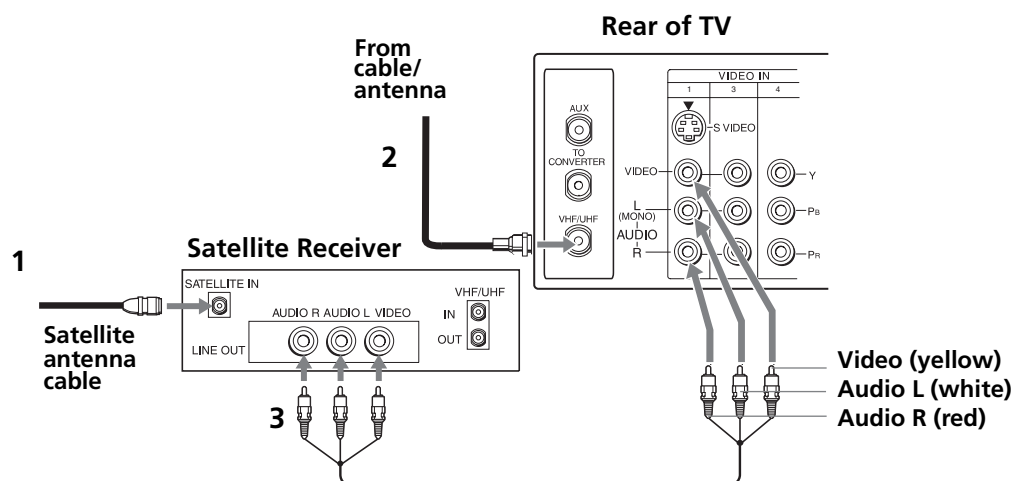 Rear of TV
From
cable/
antenna
2
AUX
TO
CONVERTER
VHF/UHF
VIDEO IN
1 3 4
S VIDEO
VIDEO
Y
L
(MONO)
AUDIO
R
PB
PR
1
Satellite Receiver
SATELLITE IN
VHF/UHF
IN
OUT
AUDIO R AUDIO L VIDEO
LINE OUT
Satellite
antenna
cable
3
Video (yellow)
Audio L (white)
Audio R (red)